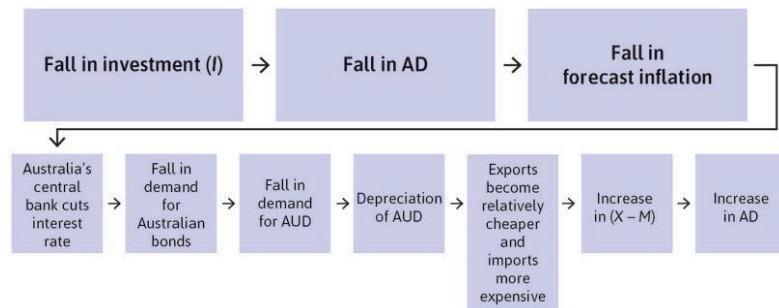 Fall in investment (I)
Fall in AD
Fall in
forecast inflation
Australia's
central
bank cuts
interest
rate
Fall in
demand
for
Australian
bonds
Fall in
demand
for AUD
Depreciation
of AUD
Exports
become
relatively
cheaper
and
imports
more
expensive
Increase
in (X – M)
Increase
in AD